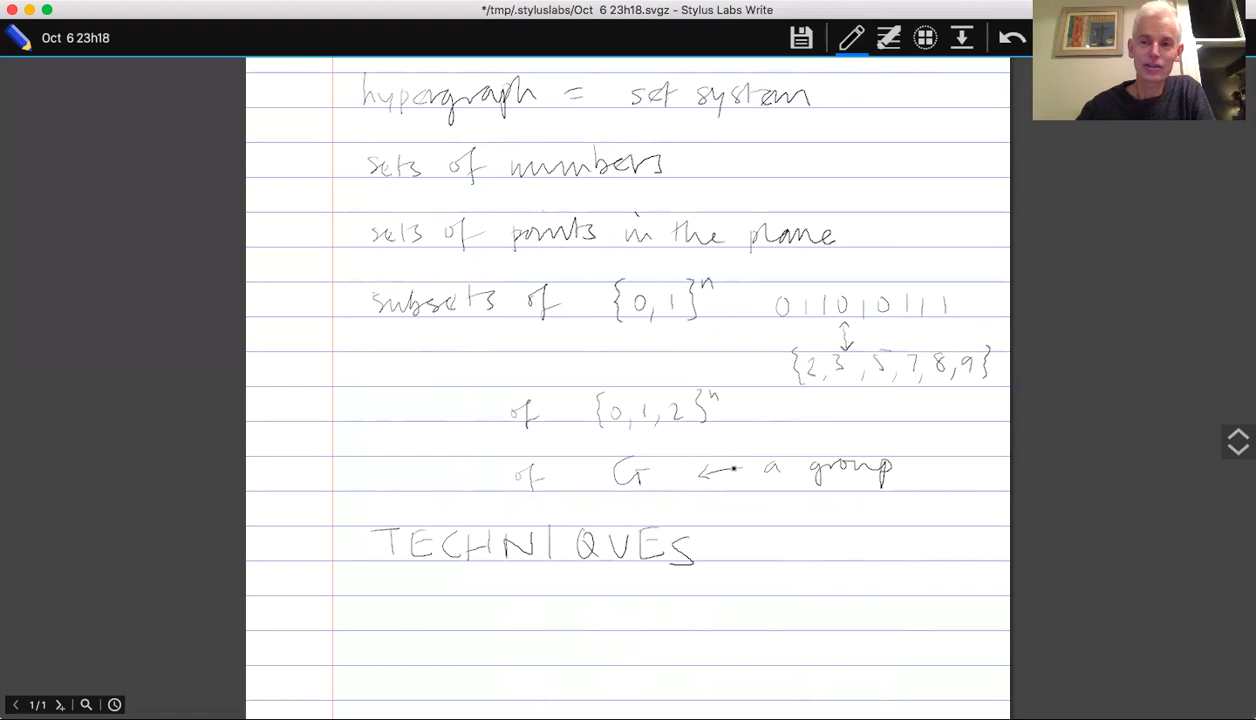 */tmp/.styluslabs/Oct 6 23h18.svgz - Stylus Labs Write
Oct 6 23h18
hypergraph = set system
sets of numbers
sets of points in the plane
subsets of {0,1}ⁿ 011010111
↕
{2,3,5,7,8,9}
of {0,1,2}ⁿ
of G ← a group
TECHNIQUES
1/1